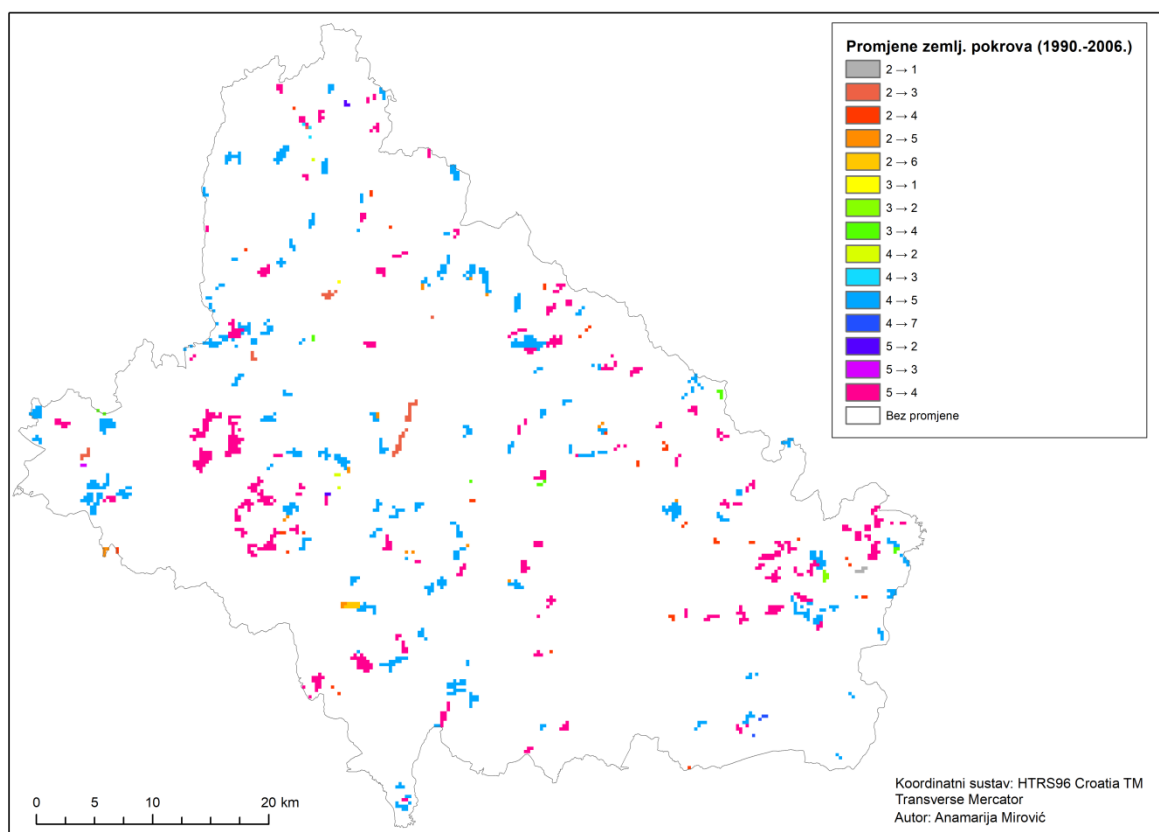 Promjene zemlj. pokrova (1990.-2006.)
2 → 1
2 → 3
2 → 4
2 → 5
2 → 6
3 → 1
3 → 2
3 → 4
4 → 2
4 → 3
4 → 5
4 → 7
5 → 2
5 → 3
5 → 4
Bez promjene
0 5 10 20 km
Koordinatni sustav: HTRS96 Croatia TM
Transverse Mercator
Autor: Anamarija Mirović